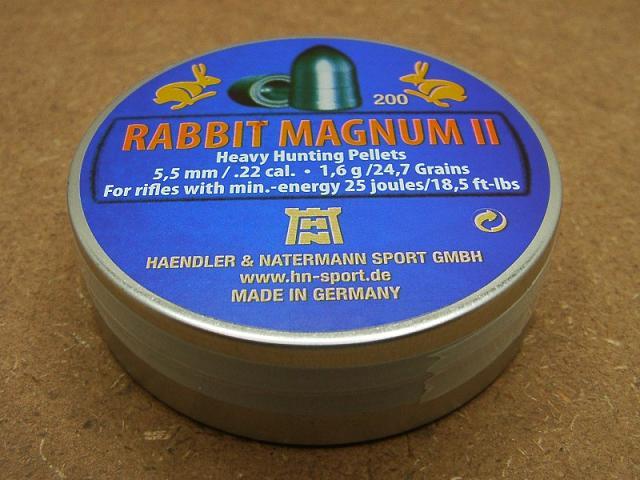 200
RABBIT MAGNUM II
Heavy Hunting Pellets
5,5 mm / .22 cal. • 1,6 g /24,7 Grains
For rifles with min.-energy 25 joules/18,5 ft-lbs
HN
HAENDLER & NATERMANN SPORT GMBH
www.hn-sport.de
MADE IN GERMANY